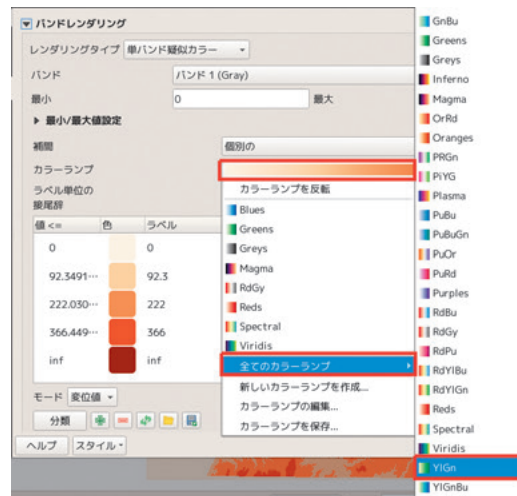 バンドレンダリング
レンダリングタイプ 単バンド疑似カラー
バンド バンド 1 (Gray)
最小 0 最大
最小/最大値設定
補間 個別の
カラーランプ
ラベル単位の
接尾辞
値 <= 色 ラベル
0 0
92.3491… 92.3
222.030… 222
366.449… 366
inf inf
モード 変位値
分類
ヘルプ スタイル
カラーランプを反転
Blues
Greens
Greys
Magma
RdGy
Reds
Spectral
Viridis
全てのカラーランプ
新しいカラーランプを作成...
カラーランプの編集...
カラーランプを保存...
GnBu
Greens
Greys
Inferno
Magma
OrRd
Oranges
PRGn
PiYG
Plasma
PuBu
PuBuGn
PuOr
PuRd
Purples
RdBu
RdGy
RdPu
RdYlBu
RdYlGn
Reds
Spectral
Viridis
YlGn
YlGnBu